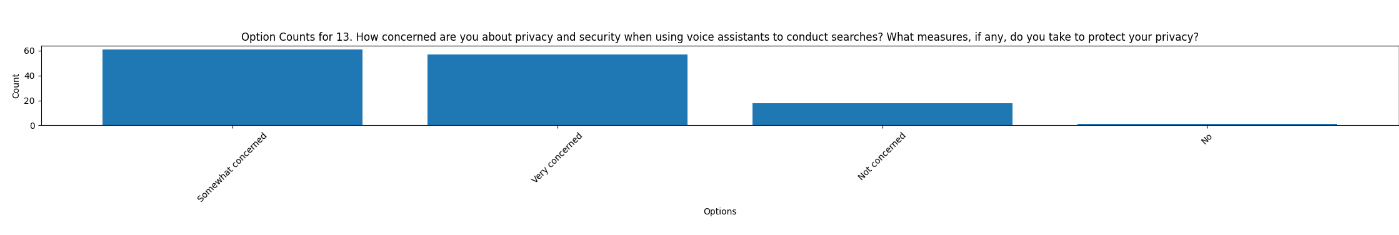 Option Counts for 13. How concerned are you about privacy and security when using voice assistants to conduct searches? What measures, if any, do you take to protect your privacy?
60
40
20
0
Count
Somewhat concerned
Very concerned
Not concerned
No
Options